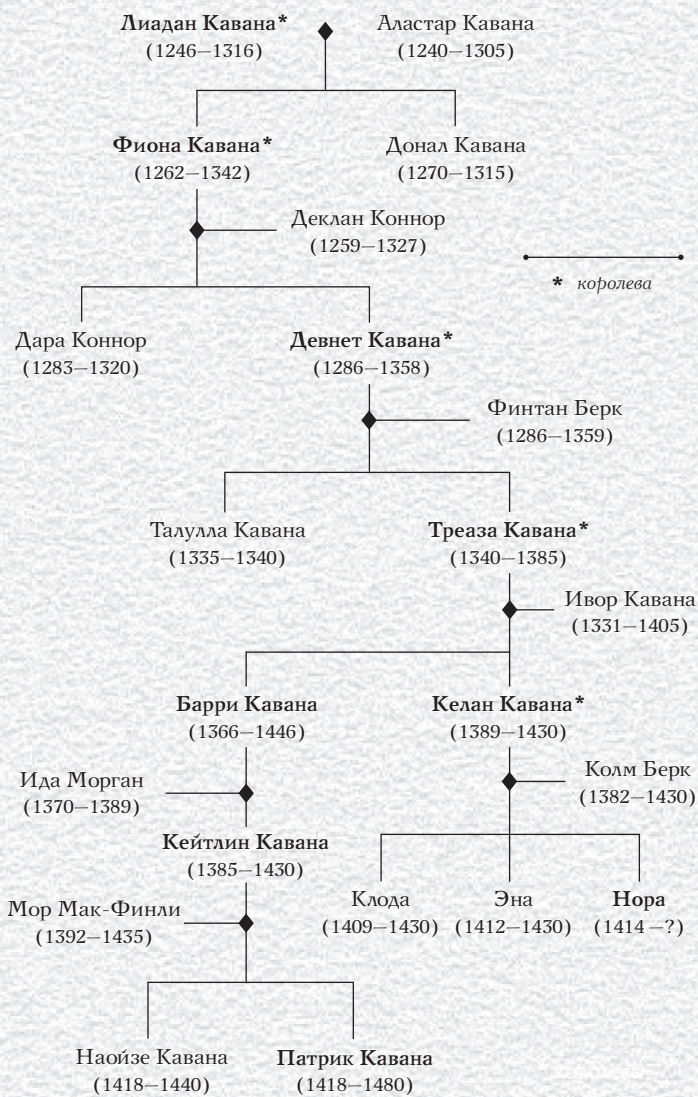 Лиадан Кавана*
(1246–1316)
Аластар Кавана
(1240–1305)
Фиона Кавана*
(1262–1342)
Донал Кавана
(1270–1315)
Деклан Коннор
(1259–1327)
* королева
Дара Коннор
(1283–1320)
Девнет Кавана*
(1286–1358)
Финтан Берк
(1286–1359)
Талулла Кавана
(1335–1340)
Треаза Кавана*
(1340–1385)
Ивор Кавана
(1331–1405)
Барри Кавана
(1366–1446)
Келан Кавана*
(1389–1430)
Ида Морган
(1370–1389)
Колм Берк
(1382–1430)
Кейтлин Кавана
(1385–1430)
Клода
(1409–1430)
Эна
(1412–1430)
Нора
(1414 –?)
Мор Мак-Финли
(1392–1435)
Наоизе Кавана
(1418–1440)
Патрик Кавана
(1418–1480)